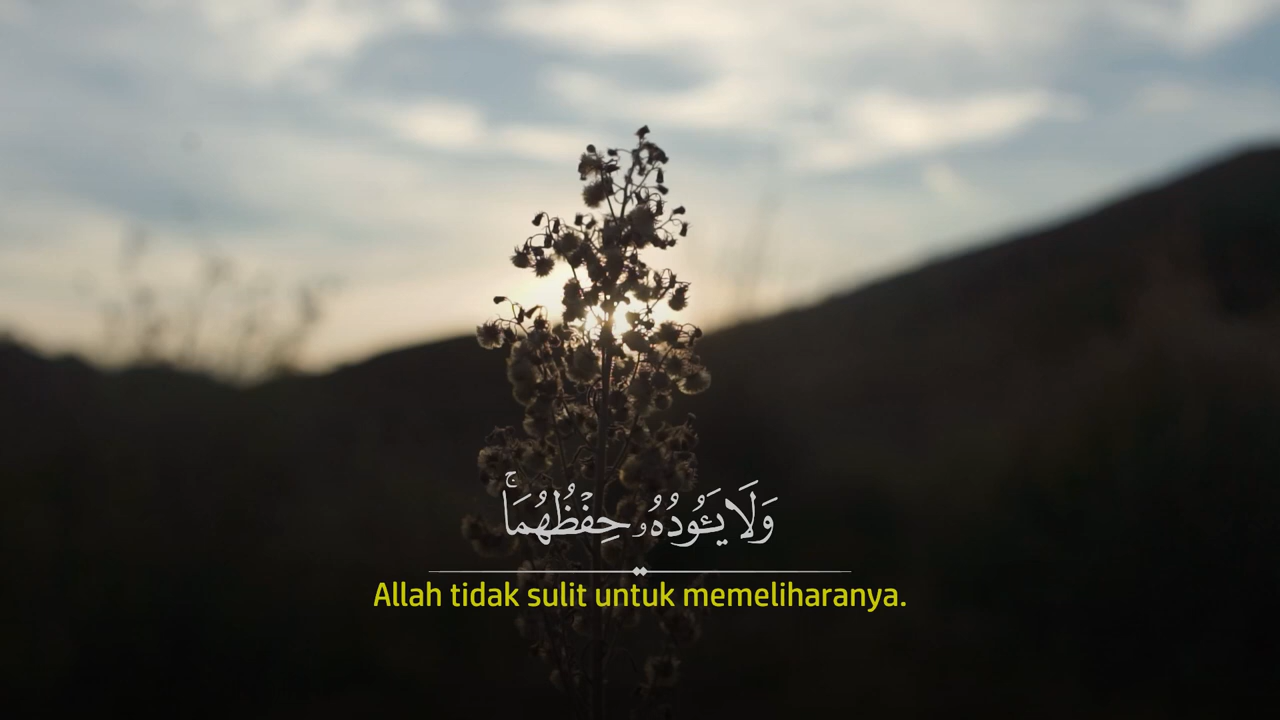 وَلَا يَـُٔودُهُۥ حِفْظُهُمَا ۚ
Allah tidak sulit untuk memeliharanya.